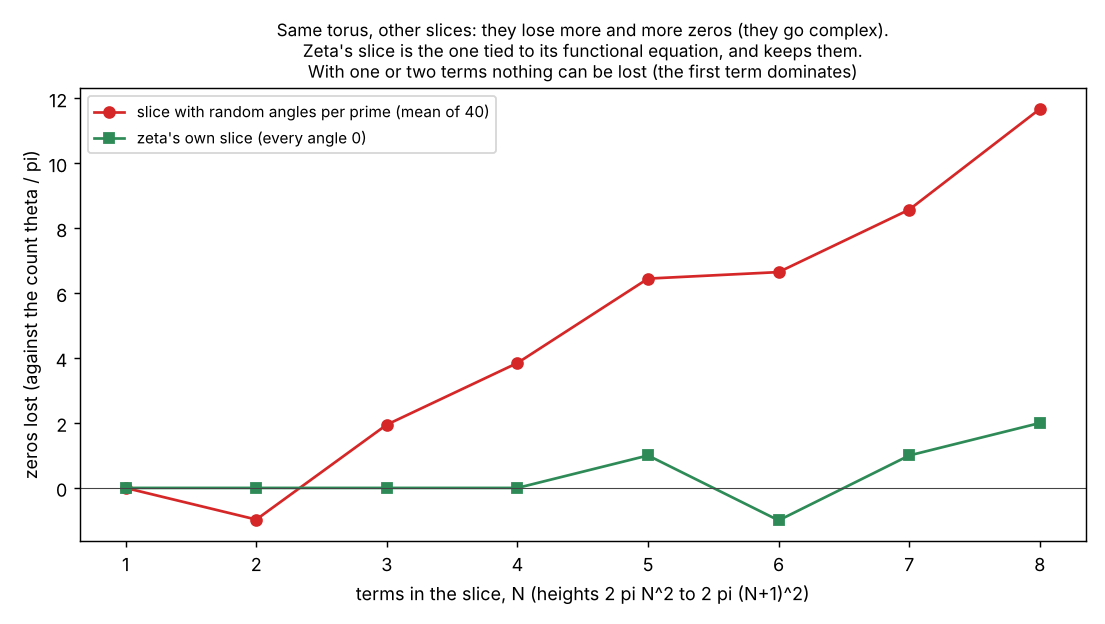 Same torus, other slices: they lose more and more zeros (they go complex).
Zeta's slice is the one tied to its functional equation, and keeps them.
With one or two terms nothing can be lost (the first term dominates)
slice with random angles per prime (mean of 40)
zeta's own slice (every angle 0)
zeros lost (against the count theta / pi)
12
10
8
6
4
2
0
1 2 3 4 5 6 7 8
terms in the slice, N (heights 2 pi N^2 to 2 pi (N+1)^2)